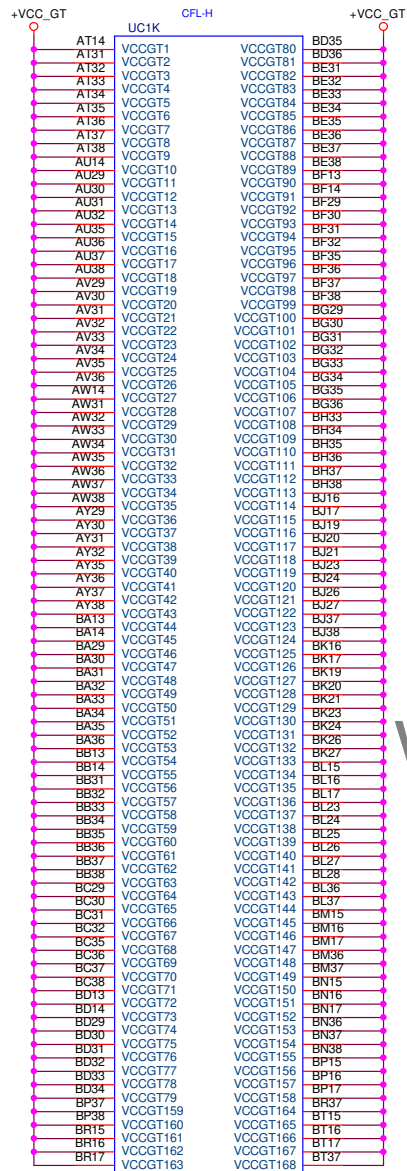 +VCC_GT CFL-H +VCC_GT
UC1K
AT14 VCCGT1 VCCGT80 BD35
AT31 VCCGT2 VCCGT81 BD36
AT32 VCCGT3 VCCGT82 BE31
AT33 VCCGT4 VCCGT83 BE32
AT34 VCCGT5 VCCGT84 BE33
AT35 VCCGT6 VCCGT85 BE34
AT36 VCCGT7 VCCGT86 BE35
AT37 VCCGT8 VCCGT87 BE36
AT38 VCCGT9 VCCGT88 BE37
AU14 VCCGT10 VCCGT89 BE38
AU29 VCCGT11 VCCGT90 BF13
AU30 VCCGT12 VCCGT91 BF14
AU31 VCCGT13 VCCGT92 BF29
AU32 VCCGT14 VCCGT93 BF30
AU35 VCCGT15 VCCGT94 BF31
AU36 VCCGT16 VCCGT95 BF32
AU37 VCCGT17 VCCGT96 BF35
AU38 VCCGT18 VCCGT97 BF36
AV29 VCCGT19 VCCGT98 BF37
AV30 VCCGT20 VCCGT99 BF38
AV31 VCCGT21 VCCGT100 BG29
AV32 VCCGT22 VCCGT101 BG30
AV33 VCCGT23 VCCGT102 BG31
AV34 VCCGT24 VCCGT103 BG32
AV35 VCCGT25 VCCGT104 BG33
AV36 VCCGT26 VCCGT105 BG34
AW14 VCCGT27 VCCGT106 BG35
AW31 VCCGT28 VCCGT107 BG36
AW32 VCCGT29 VCCGT108 BH33
AW33 VCCGT30 VCCGT109 BH34
AW34 VCCGT31 VCCGT110 BH35
AW35 VCCGT32 VCCGT111 BH36
AW36 VCCGT33 VCCGT112 BH37
AW37 VCCGT34 VCCGT113 BH38
AW38 VCCGT35 VCCGT114 BJ16
AY29 VCCGT36 VCCGT115 BJ17
AY30 VCCGT37 VCCGT116 BJ19
AY31 VCCGT38 VCCGT117 BJ20
AY32 VCCGT39 VCCGT118 BJ21
AY35 VCCGT40 VCCGT119 BJ23
AY36 VCCGT41 VCCGT120 BJ24
AY37 VCCGT42 VCCGT121 BJ26
AY38 VCCGT43 VCCGT122 BJ27
BA13 VCCGT44 VCCGT123 BJ37
BA14 VCCGT45 VCCGT124 BJ38
BA29 VCCGT46 VCCGT125 BK16
BA30 VCCGT47 VCCGT126 BK17
BA31 VCCGT48 VCCGT127 BK19
BA32 VCCGT49 VCCGT128 BK20
BA33 VCCGT50 VCCGT129 BK21
BA34 VCCGT51 VCCGT130 BK23
BA35 VCCGT52 VCCGT131 BK24
BA36 VCCGT53 VCCGT132 BK26
BB13 VCCGT54 VCCGT133 BK27
BB14 VCCGT55 VCCGT134 BL15
BB31 VCCGT56 VCCGT135 BL16
BB32 VCCGT57 VCCGT136 BL17
BB33 VCCGT58 VCCGT137 BL23
BB34 VCCGT59 VCCGT138 BL24
BB35 VCCGT60 VCCGT139 BL25
BB36 VCCGT61 VCCGT140 BL26
BB37 VCCGT62 VCCGT141 BL27
BB38 VCCGT63 VCCGT142 BL28
BC29 VCCGT64 VCCGT143 BL36
BC30 VCCGT65 VCCGT144 BL37
BC31 VCCGT66 VCCGT145 BM15
BC32 VCCGT67 VCCGT146 BM16
BC35 VCCGT68 VCCGT147 BM17
BC36 VCCGT69 VCCGT148 BM36
BC37 VCCGT70 VCCGT149 BM37
BC38 VCCGT71 VCCGT150 BN15
BD13 VCCGT72 VCCGT151 BN16
BD14 VCCGT73 VCCGT152 BN17
BD29 VCCGT74 VCCGT153 BN36
BD30 VCCGT75 VCCGT154 BN37
BD31 VCCGT76 VCCGT155 BN38
BD32 VCCGT77 VCCGT156 BP15
BD33 VCCGT78 VCCGT157 BP16
BD34 VCCGT79 VCCGT158 BP17
BP37 VCCGT159 VCCGT164 BR37
BP38 VCCGT160 VCCGT165 BT15
BR15 VCCGT161 VCCGT166 BT16
BR16 VCCGT162 VCCGT167 BT17
BR17 VCCGT163 VCCGT168 BT37